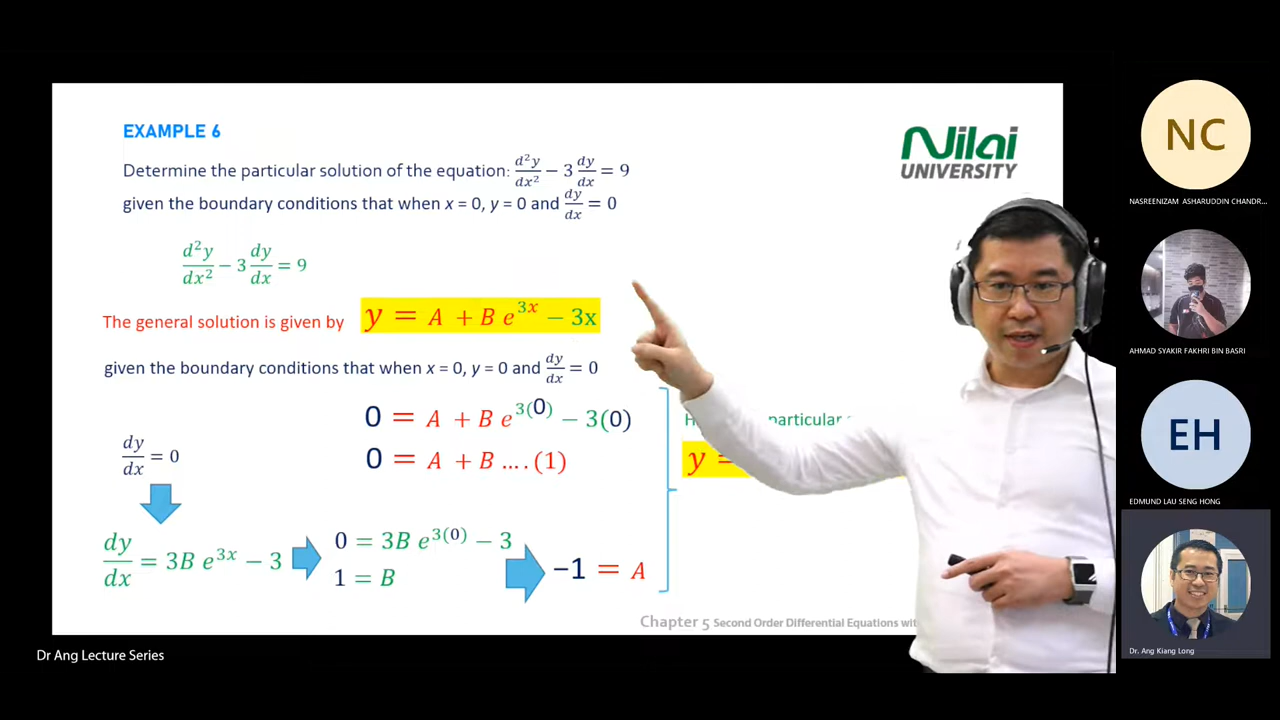 EXAMPLE 6
Nilai
UNIVERSITY
Determine the particular solution of the equation: d²y/dx² − 3 dy/dx = 9
given the boundary conditions that when x = 0, y = 0 and dy/dx = 0
d²y/dx² − 3 dy/dx = 9
The general solution is given by y = A + B e^{3x} − 3x
given the boundary conditions that when x = 0, y = 0 and dy/dx = 0
0 = A + B e^{3(0)} − 3(0)
dy/dx = 0
0 = A + B .... (1)
dy/dx = 3B e^{3x} − 3
0 = 3B e^{3(0)} − 3
1 = B
−1 = A
particular
y =
Chapter 5 Second Order Differential Equations with
Dr Ang Lecture Series
NC
NASREENIZAM ASHARUDDIN CHANDR...
AHMAD SYAKIR FAKHRI BIN BASRI
EH
EDMUND LAU SENG HONG
Dr. Ang Kiang Long